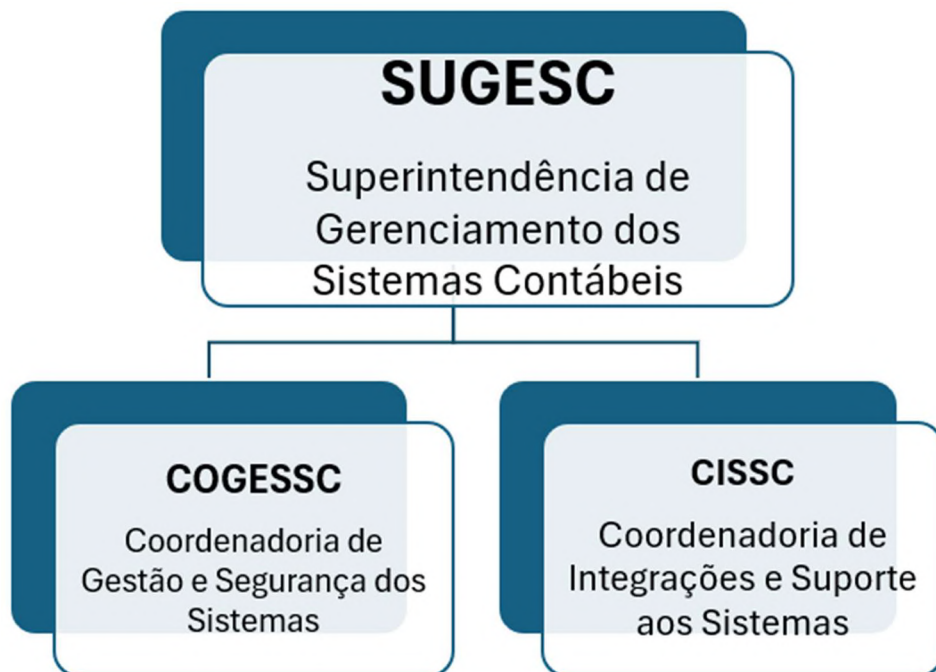 SUGESC
Superintendência de
Gerenciamento dos
Sistemas Contábeis
COGESSC
Coordenadoria de
Gestão e Segurança dos
Sistemas
CISSC
Coordenadoria de
Integrações e Suporte
aos Sistemas